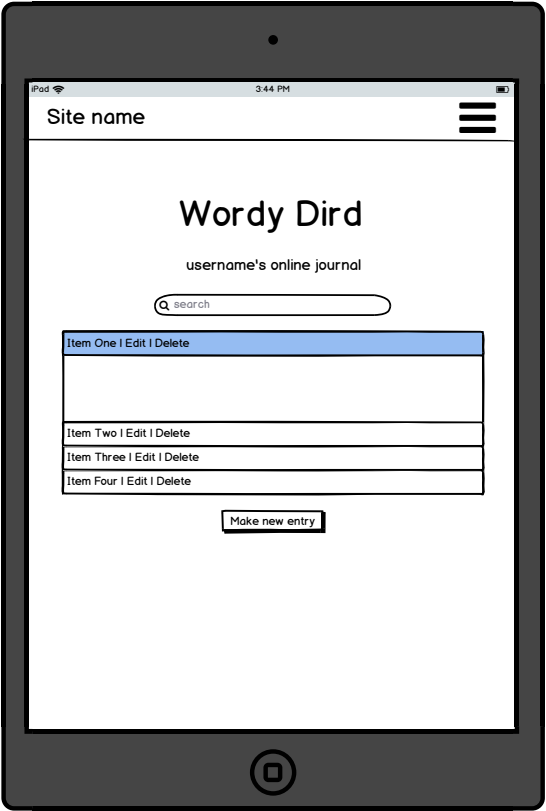 iPad 3:44 PM
Site name
Wordy Dird
username's online journal
search
Item One | Edit | Delete
Item Two | Edit | Delete
Item Three | Edit | Delete
Item Four | Edit | Delete
Make new entry